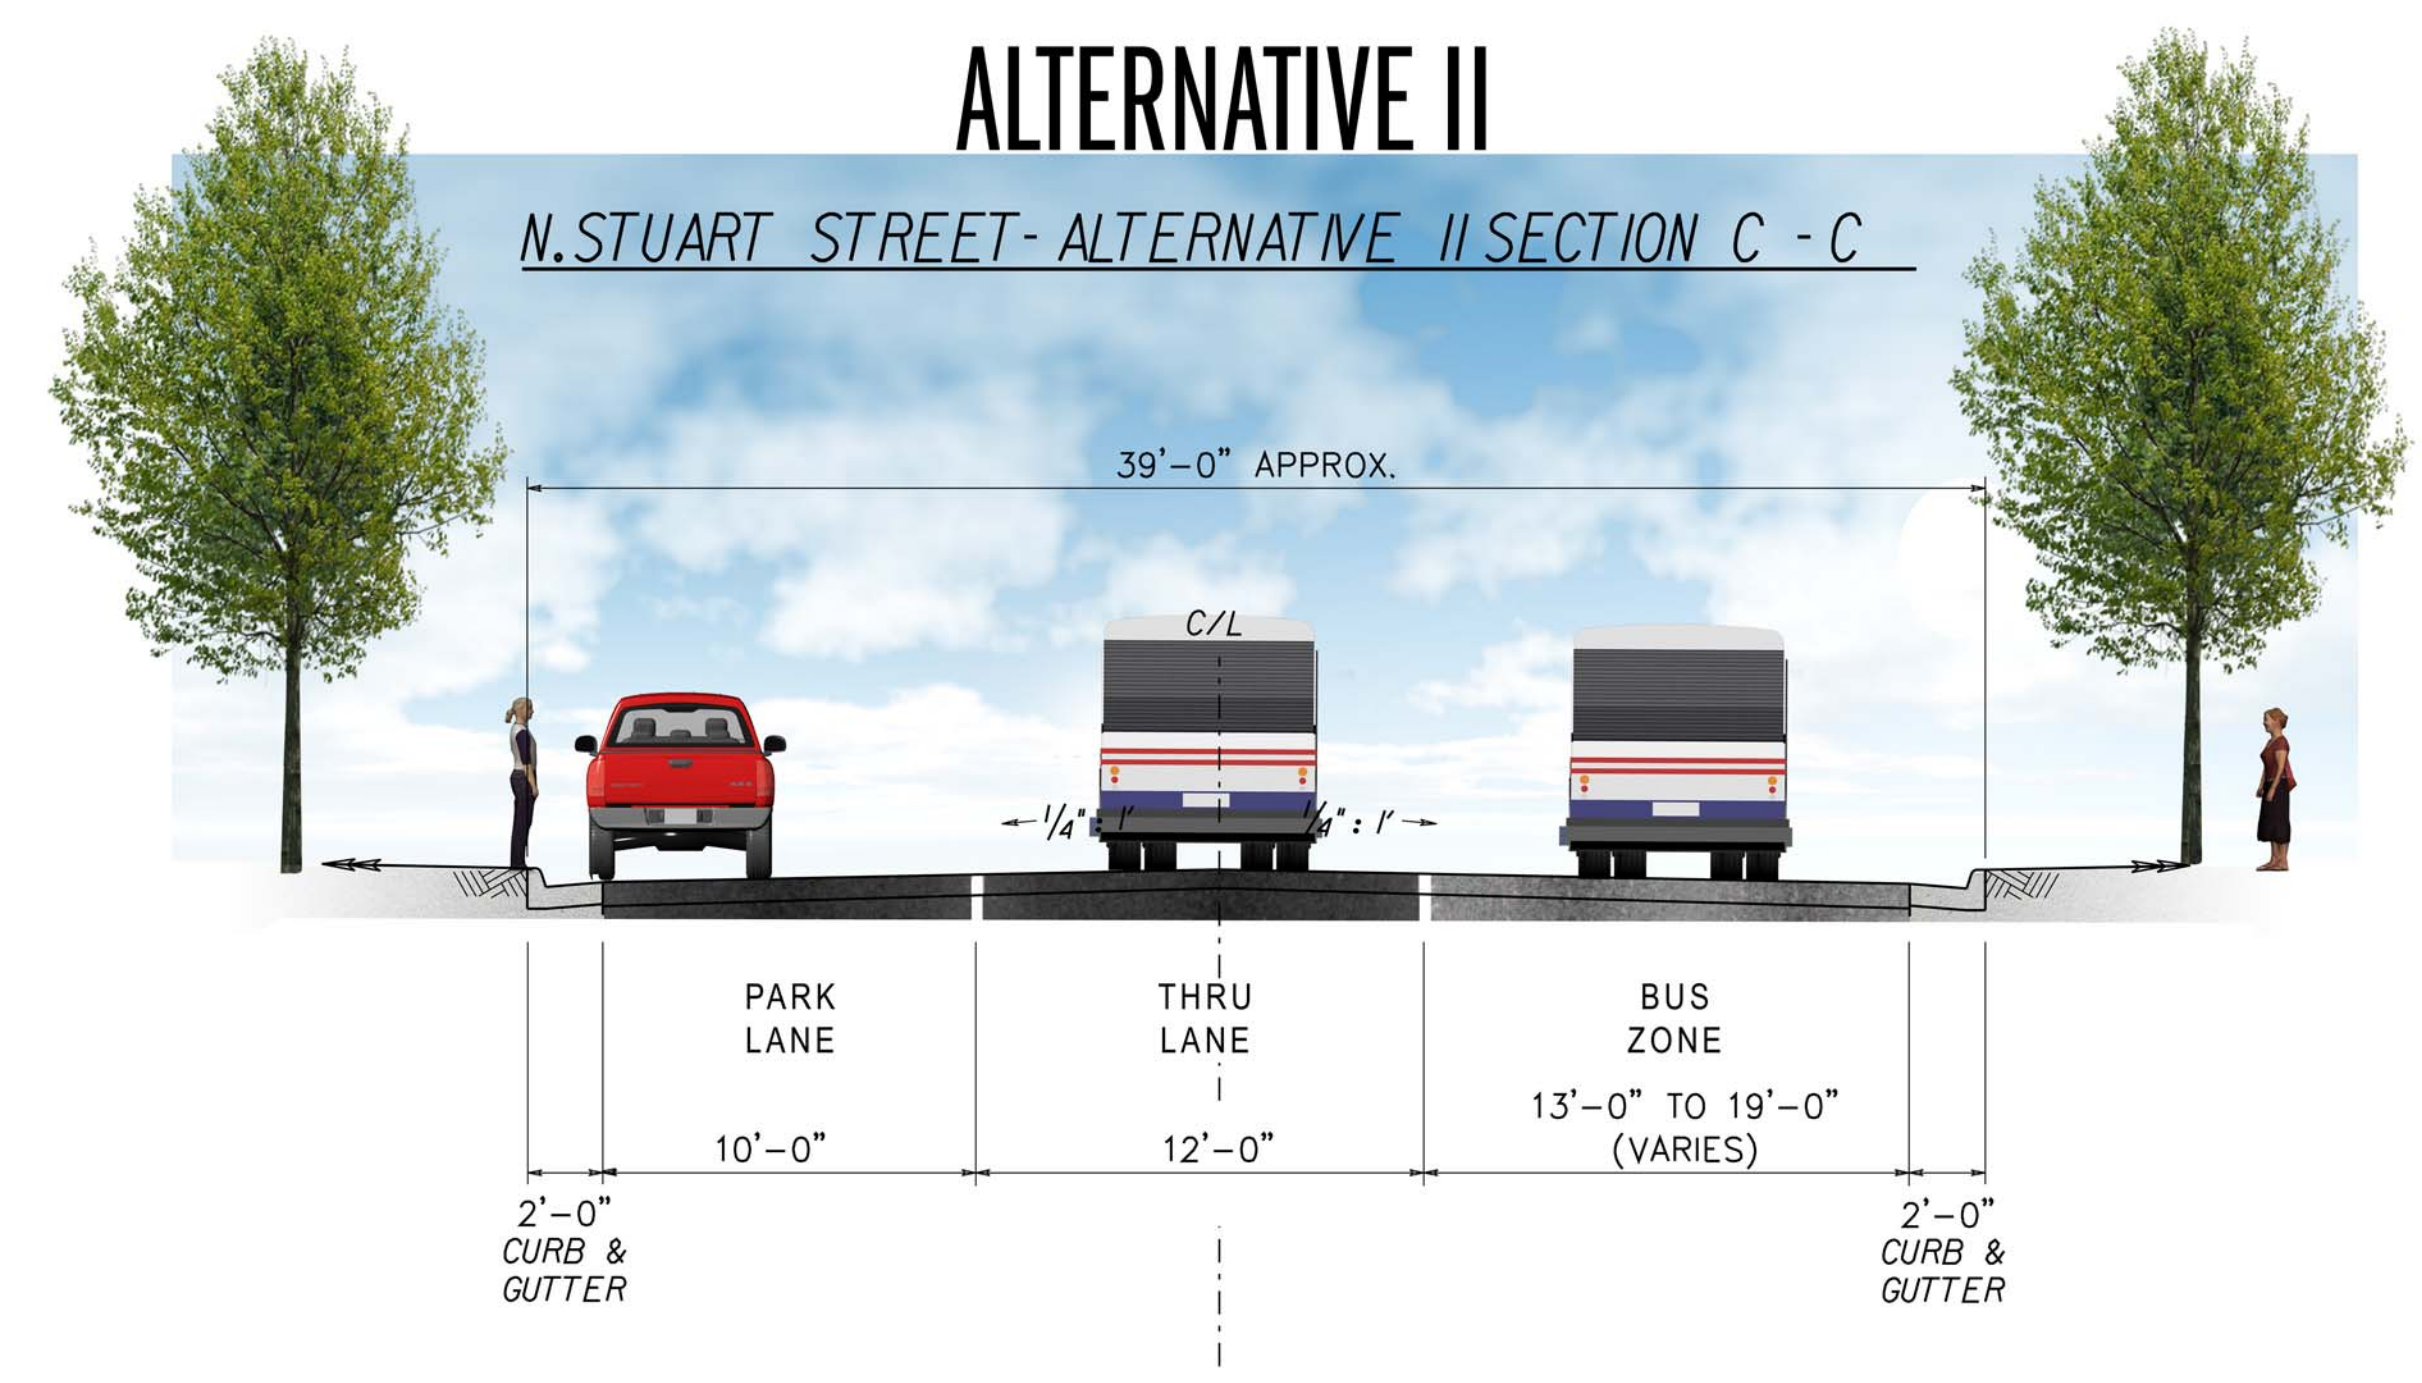 ALTERNATIVE II
N. STUART STREET - ALTERNATIVE II SECTION C - C
39'-0" APPROX.
C/L
1/4" : 1'
1/4" : 1'
PARK
LANE
THRU
LANE
BUS
ZONE
13'-0" TO 19'-0"
(VARIES)
10'-0"
12'-0"
2'-0"
CURB &
GUTTER
2'-0"
CURB &
GUTTER